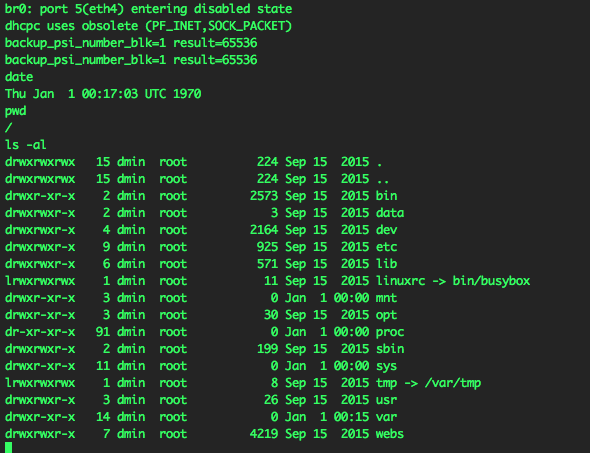 br0: port 5(eth4) entering disabled state
dhcpc uses obsolete (PF_INET,SOCK_PACKET)
backup_psi_number_blk=1 result=65536
backup_psi_number_blk=1 result=65536
date
Thu Jan  1 00:17:03 UTC 1970
pwd
/
ls -al
drwxrwxrwx   15 dmin  root          224 Sep 15  2015 .
drwxrwxrwx   15 dmin  root          224 Sep 15  2015 ..
drwxr-xr-x    2 dmin  root         2573 Sep 15  2015 bin
drwxrwxr-x    2 dmin  root            3 Sep 15  2015 data
drwxrwxr-x    4 dmin  root         2164 Sep 15  2015 dev
drwxrwxr-x    9 dmin  root          925 Sep 15  2015 etc
drwxrwxr-x    6 dmin  root          571 Sep 15  2015 lib
lrwxrwxrwx    1 dmin  root           11 Sep 15  2015 linuxrc -> bin/busybox
drwxr-xr-x    3 dmin  root            0 Jan  1 00:00 mnt
drwxr-xr-x    3 dmin  root           30 Sep 15  2015 opt
dr-xr-xr-x   91 dmin  root            0 Jan  1 00:00 proc
drwxrwxr-x    2 dmin  root          199 Sep 15  2015 sbin
drwxr-xr-x   11 dmin  root            0 Jan  1 00:00 sys
lrwxrwxrwx    1 dmin  root            8 Sep 15  2015 tmp -> /var/tmp
drwxrwxr-x    3 dmin  root           26 Sep 15  2015 usr
drwxr-xr-x   14 dmin  root            0 Jan  1 00:15 var
drwxrwxr-x    7 dmin  root         4219 Sep 15  2015 webs